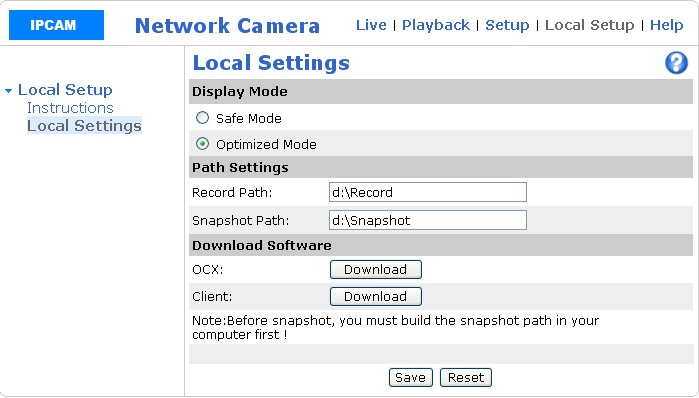 IPCAM
Network Camera
Live | Playback | Setup | Local Setup | Help
Local Setup
Instructions
Local Settings
Local Settings
?
Display Mode
Safe Mode
Optimized Mode
Path Settings
Record Path: d:\Record
Snapshot Path: d:\Snapshot
Download Software
OCX: Download
Client: Download
Note:Before snapshot, you must build the snapshot path in your
computer first !
Save Reset